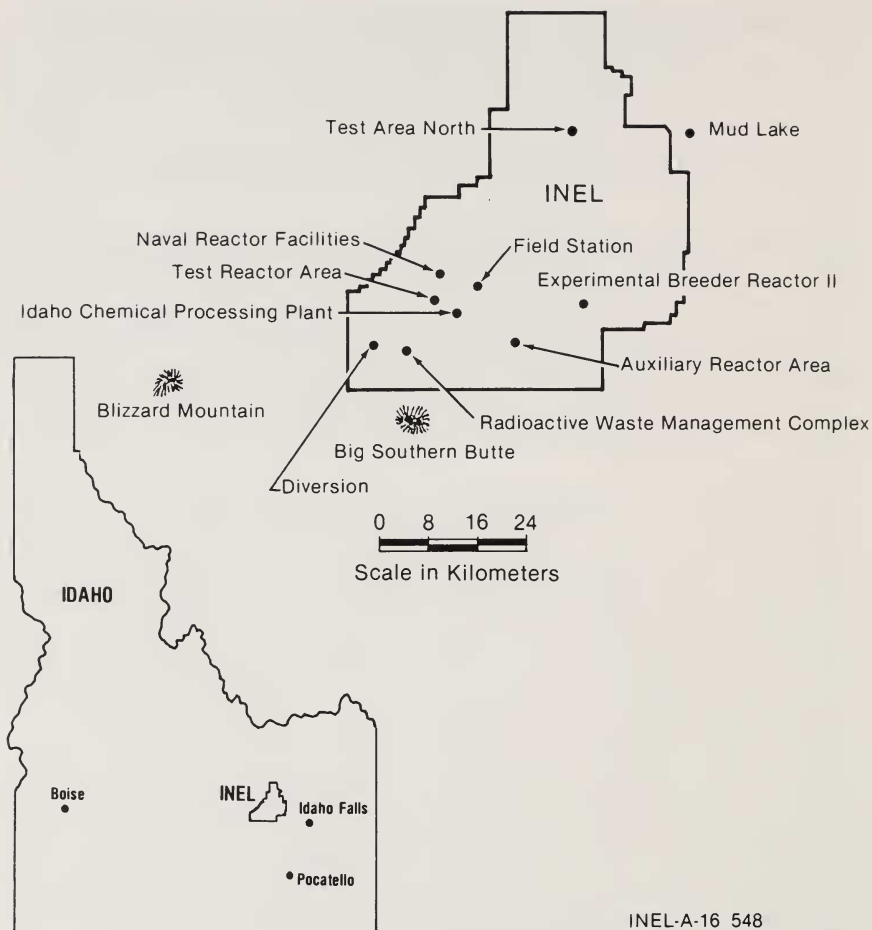 Test Area North
Mud Lake
INEL
Naval Reactor Facilities
Field Station
Test Reactor Area
Experimental Breeder Reactor II
Idaho Chemical Processing Plant
Auxiliary Reactor Area
Blizzard Mountain
Radioactive Waste Management Complex
Big Southern Butte
Diversion
0 8 16 24
Scale in Kilometers
IDAHO
INEL
Boise
Idaho Falls
Pocatello
INEL-A-16 548